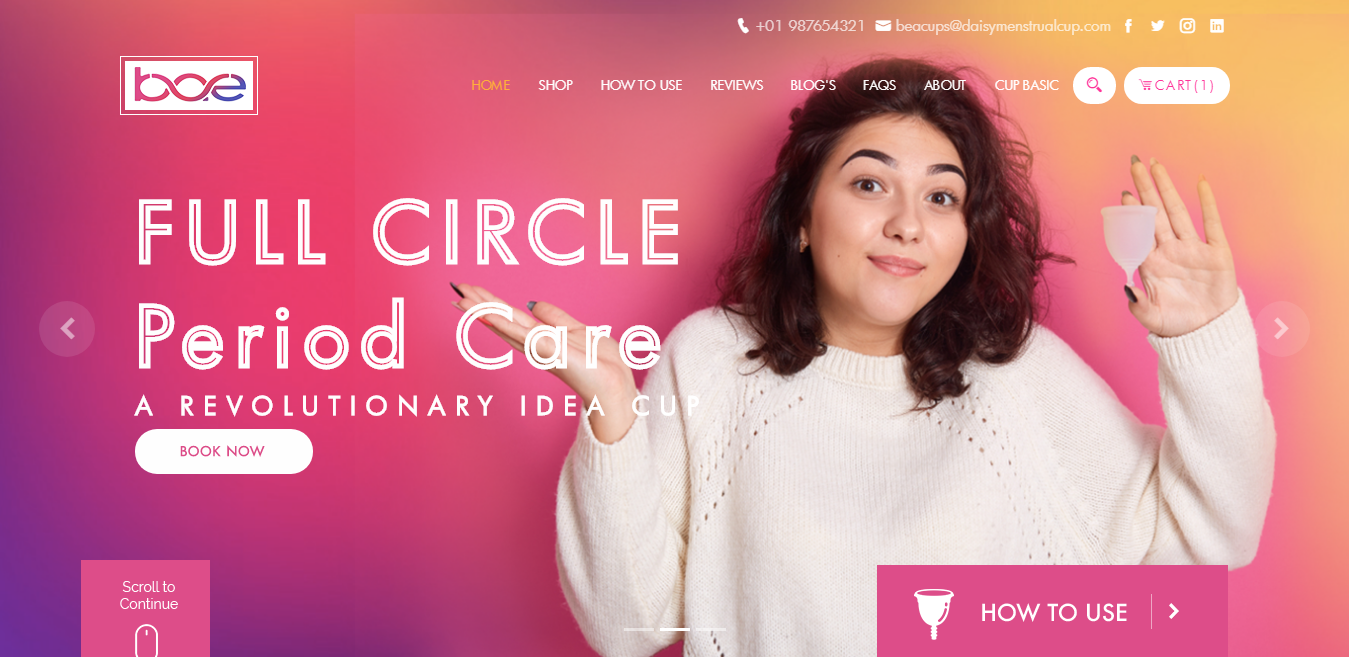 +01 987654321 beacups@daisymenstrualcup.com
bae
HOME SHOP HOW TO USE REVIEWS BLOG'S FAQS ABOUT CUP BASIC CART(1)
FULL CIRCLE
Period Care
A REVOLUTIONARY IDEA CUP
BOOK NOW
Scroll to
Continue
HOW TO USE